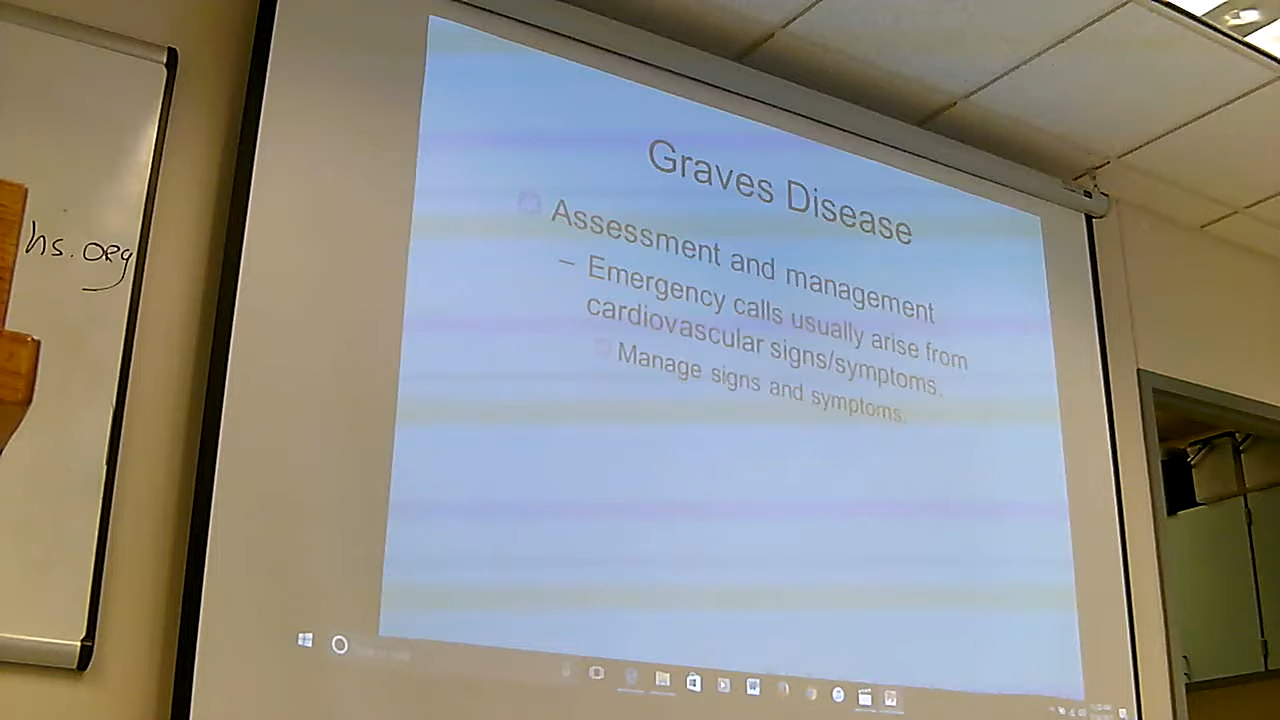 hs.org
Graves Disease
Assessment and management
– Emergency calls usually arise from
cardiovascular signs/symptoms.
Manage signs and symptoms.